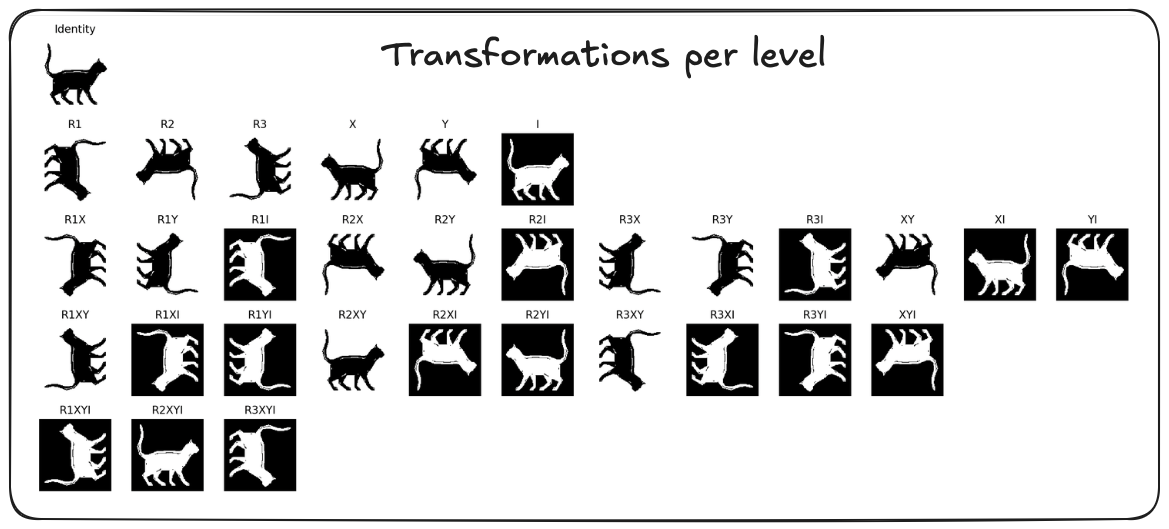 Identity
Transformations per level
R1 R2 R3 X Y I
R1X R1Y R1I R2X R2Y R2I R3X R3Y R3I XY XI YI
R1XY R1XI R1YI R2XY R2XI R2YI R3XY R3XI R3YI XYI
R1XYI R2XYI R3XYI